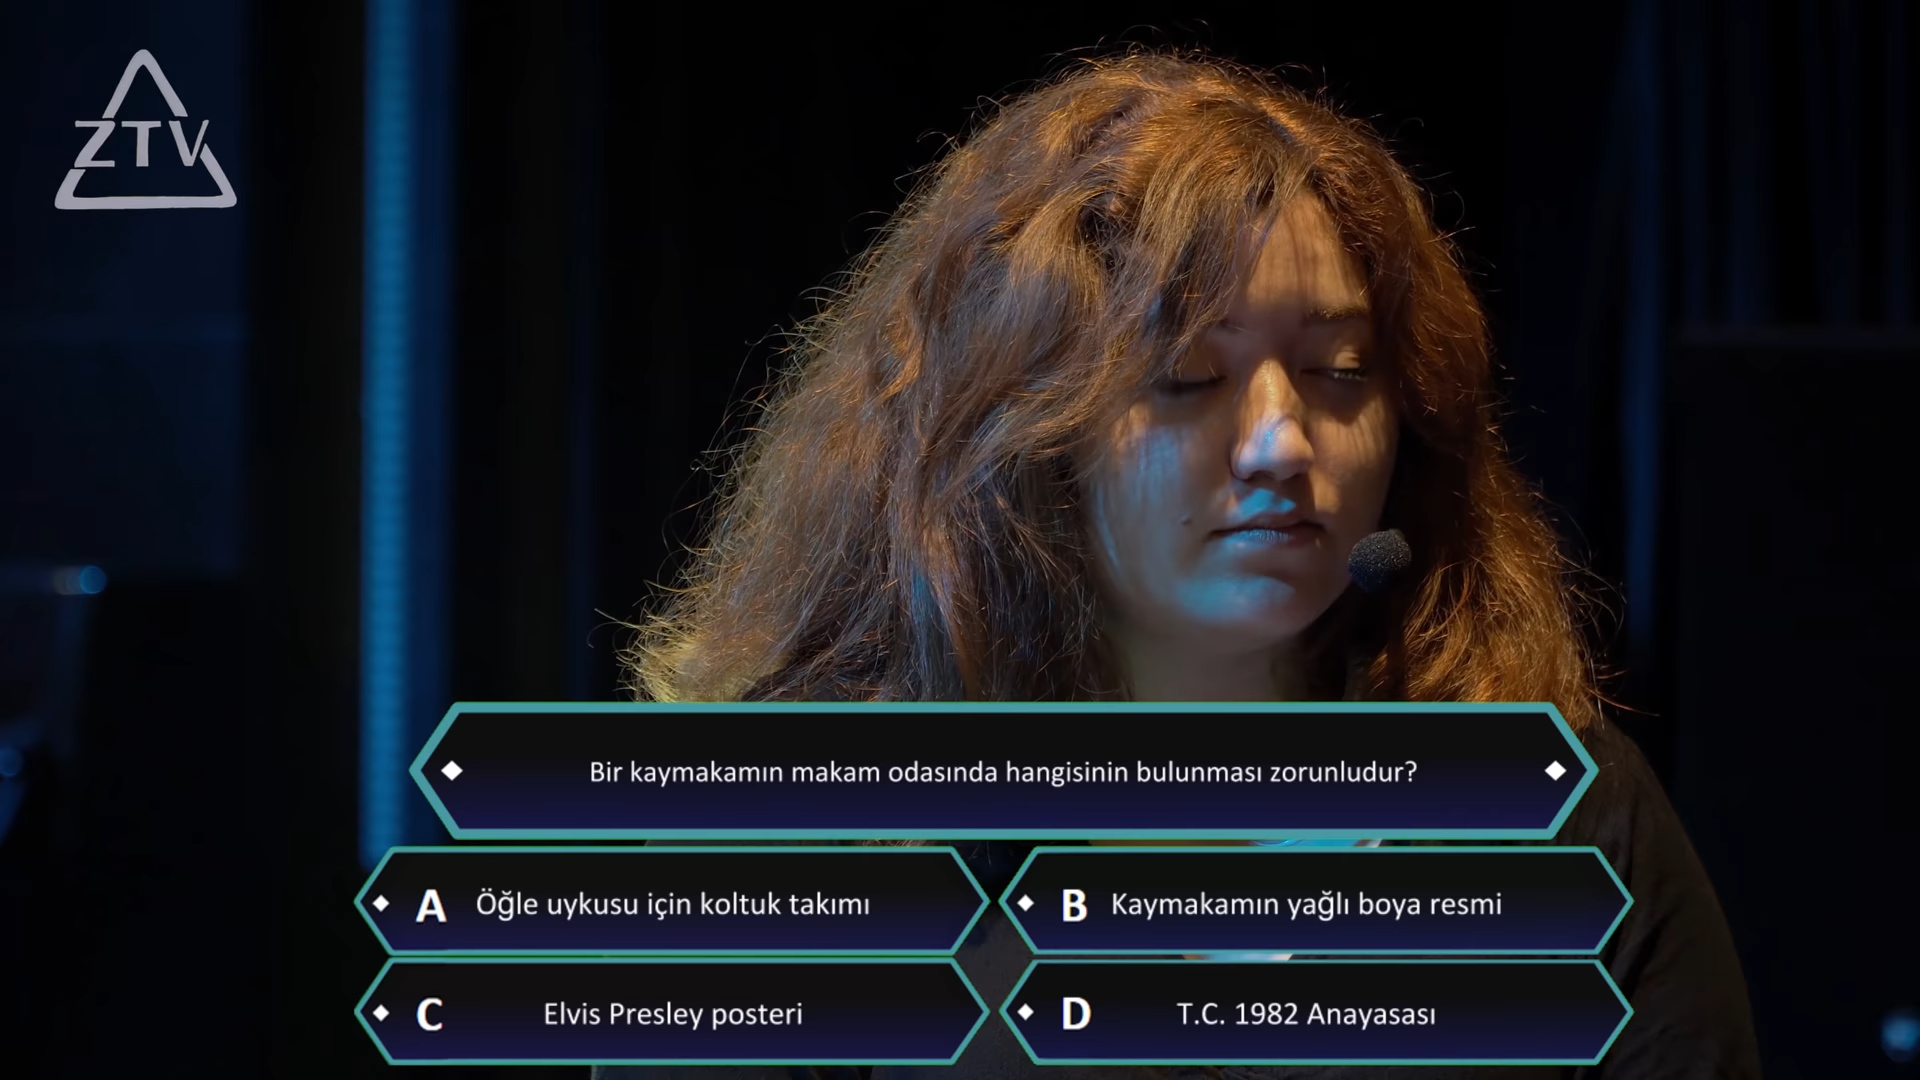 ZTV
Bir kaymakamın makam odasında hangisinin bulunması zorunludur?
A Öğle uykusu için koltuk takımı
B Kaymakamın yağlı boya resmi
C Elvis Presley posteri
D T.C. 1982 Anayasası